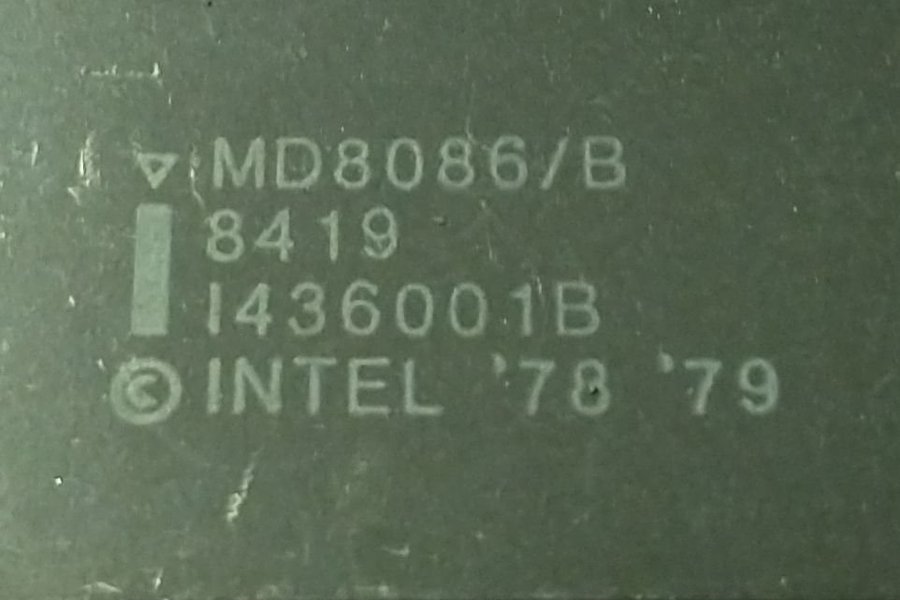 MD8086/B
8419
I436001B
© INTEL '78 '79